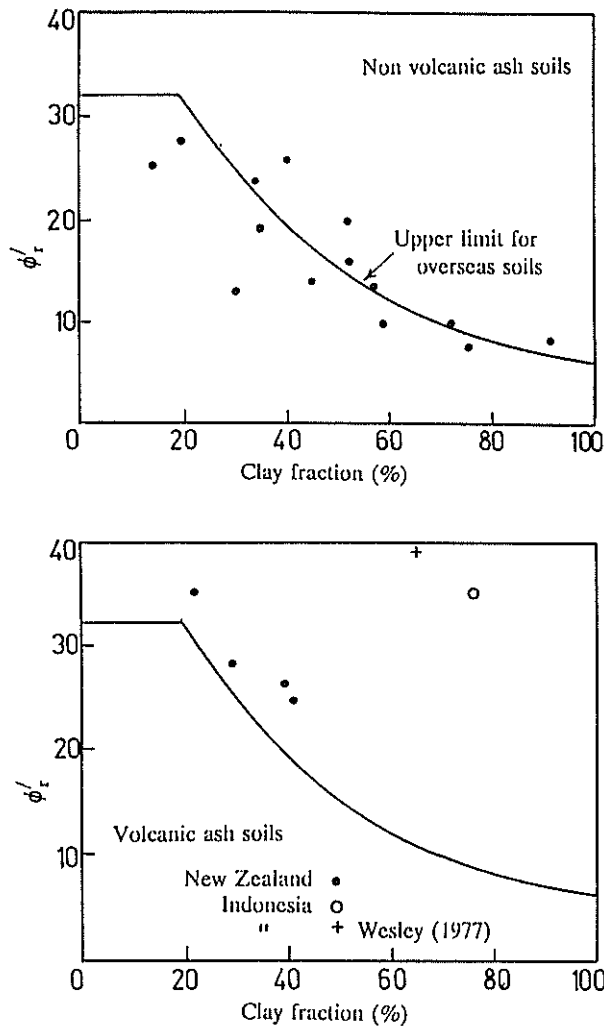 40
Non volcanic ash soils
30
20
ϕ′r
Upper limit for
overseas soils
10
0 20 40 60 80 100
Clay fraction (%)
40
30
20
ϕ′r
Volcanic ash soils
10
New Zealand •
Indonesia o
" + Wesley (1977)
0 20 40 60 80 100
Clay fraction (%)